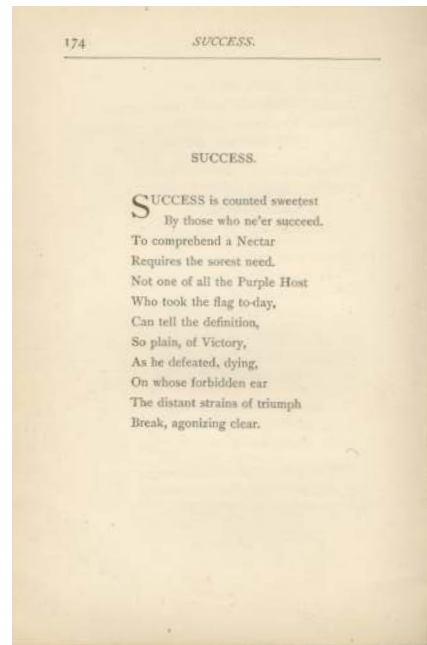 174
SUCCESS.
SUCCESS.
SUCCESS is counted sweetest
By those who ne'er succeed.
To comprehend a Nectar
Requires the sorest need.
Not one of all the Purple Host
Who took the flag to-day,
Can tell the definition,
So plain, of Victory,
As he defeated, dying,
On whose forbidden ear
The distant strains of triumph
Break, agonizing clear.